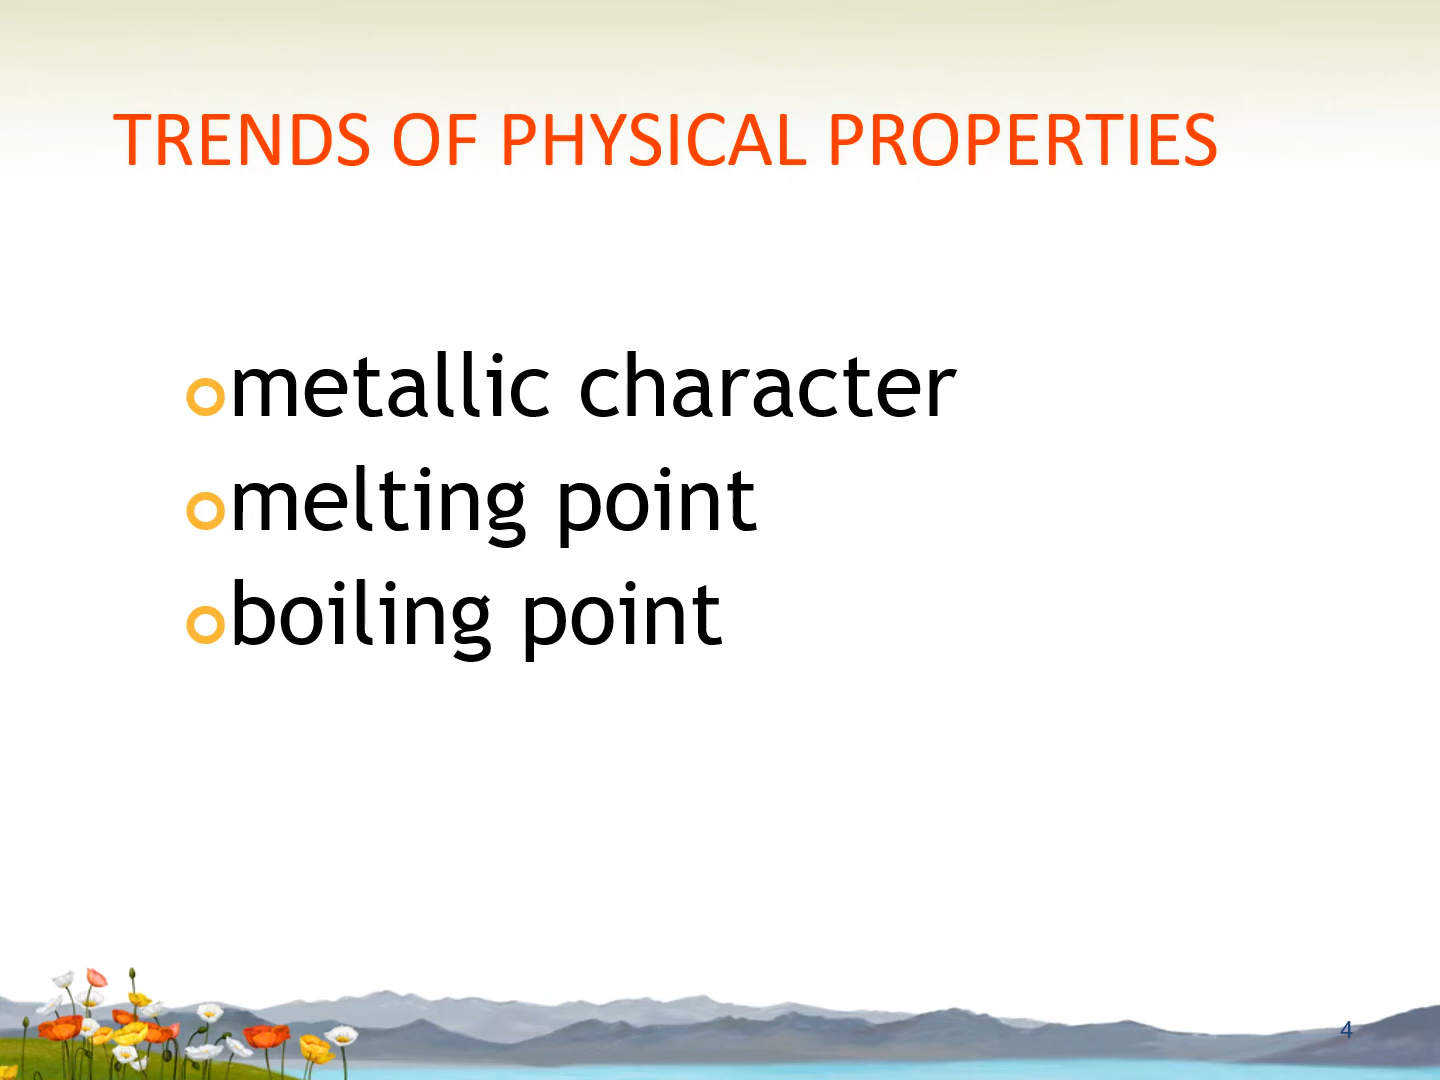 TRENDS OF PHYSICAL PROPERTIES
metallic character
melting point
boiling point
4